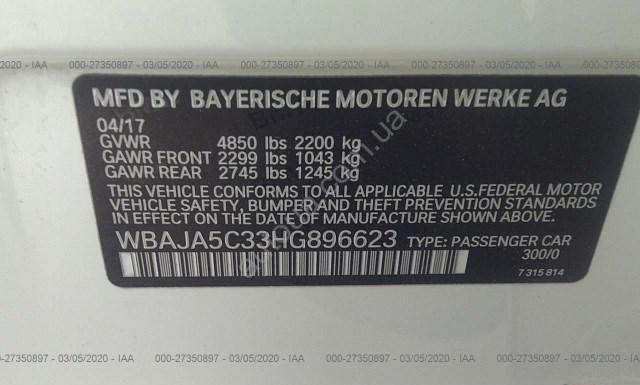 000-27350897 - 03/05/2020 - IAA
MFD BY BAYERISCHE MOTOREN WERKE AG
04/17
GVWR 4850 lbs 2200 kg
GAWR FRONT 2299 lbs 1043 kg
GAWR REAR 2745 lbs 1245 kg
THIS VEHICLE CONFORMS TO ALL APPLICABLE U.S.FEDERAL MOTOR
VEHICLE SAFETY, BUMPER AND THEFT PREVENTION STANDARDS
IN EFFECT ON THE DATE OF MANUFACTURE SHOWN ABOVE.
WBAJA5C33HG896623 TYPE: PASSENGER CAR
300/0
7 315 814
000-27350897 - 03/05/2020 - IAA